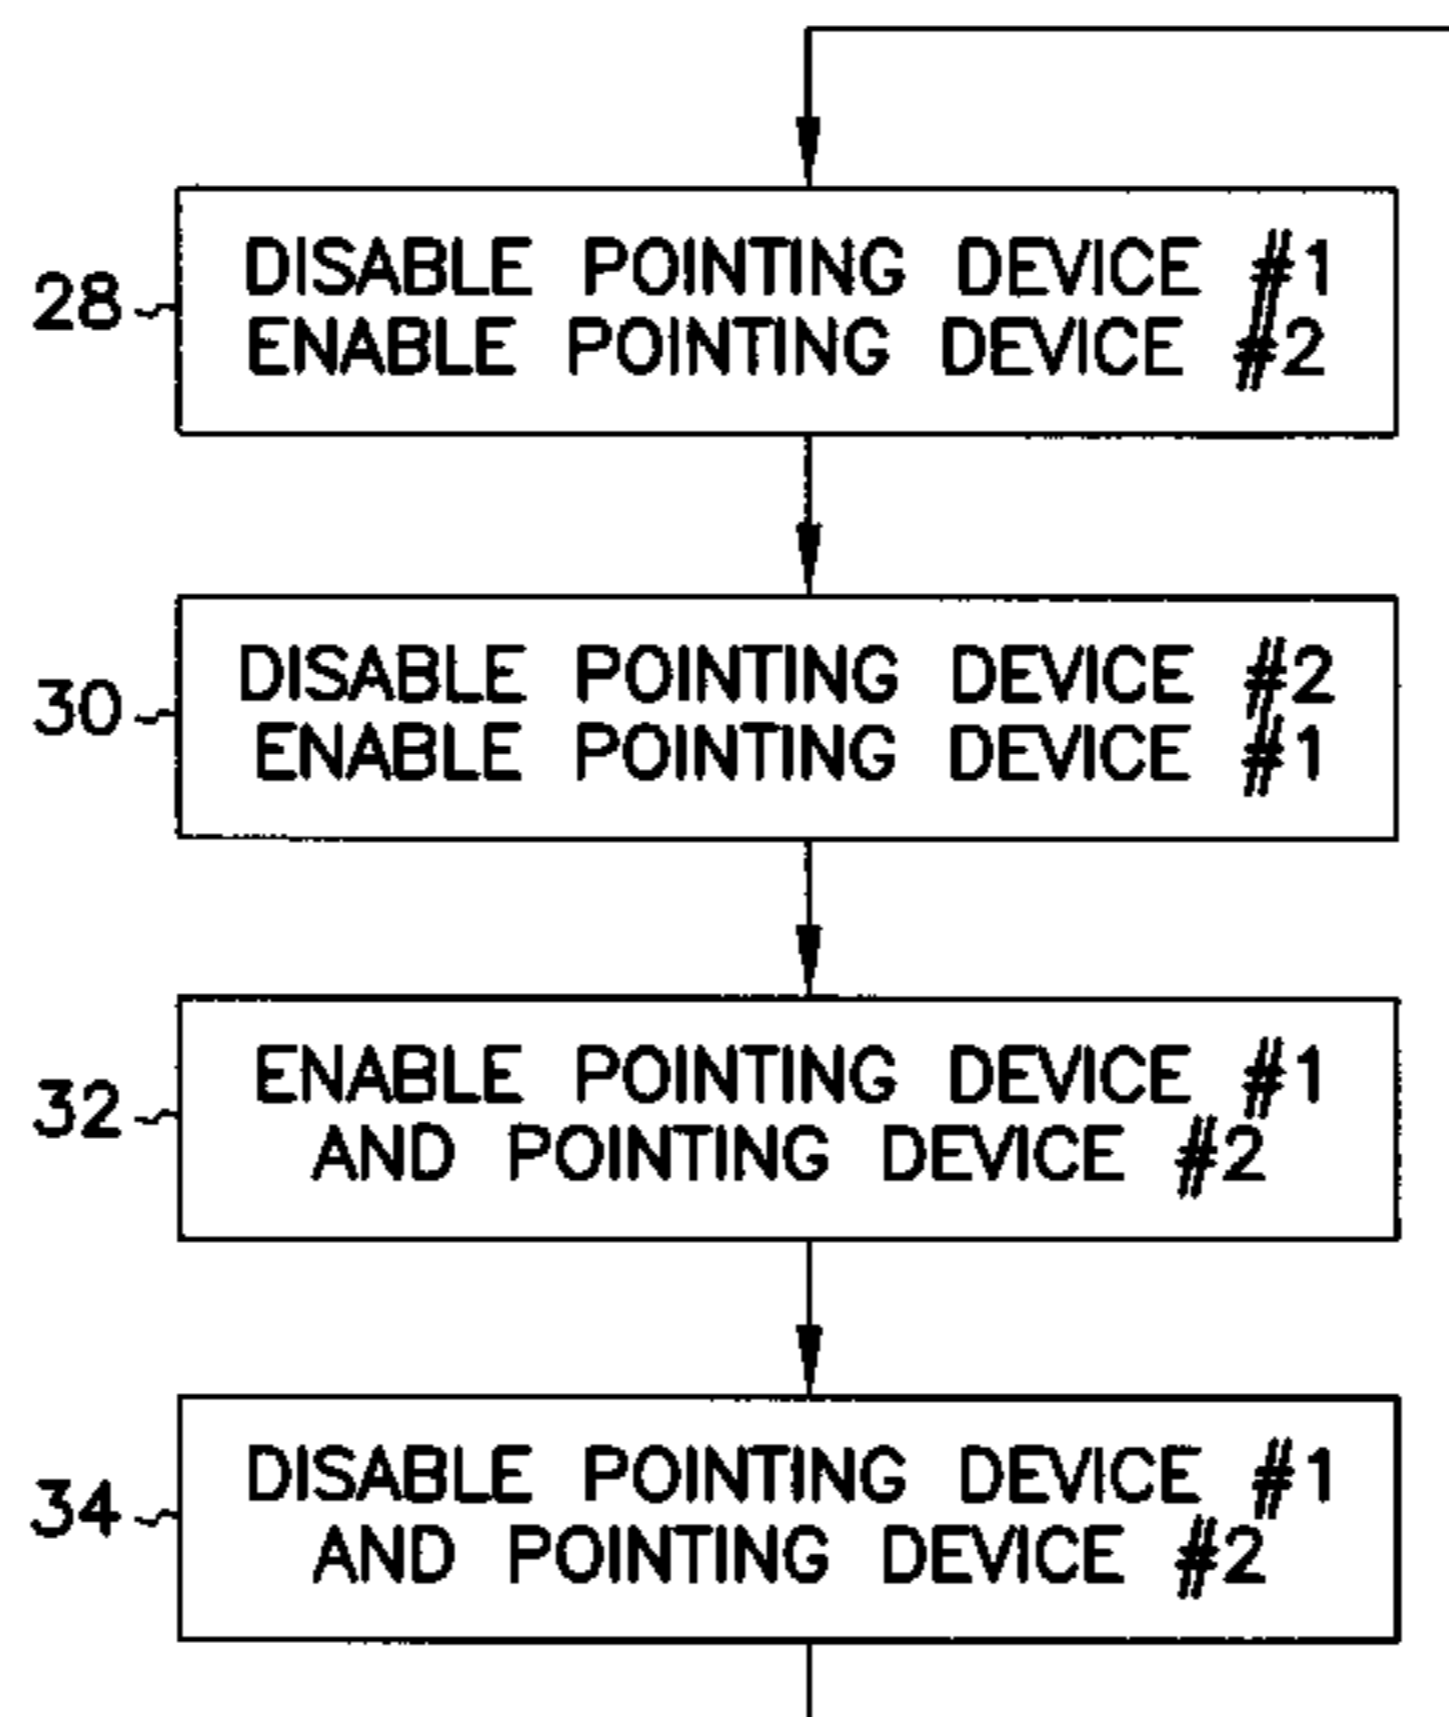 28
DISABLE POINTING DEVICE #1
ENABLE POINTING DEVICE #2
30
DISABLE POINTING DEVICE #2
ENABLE POINTING DEVICE #1
32
ENABLE POINTING DEVICE #1
AND POINTING DEVICE #2
34
DISABLE POINTING DEVICE #1
AND POINTING DEVICE #2